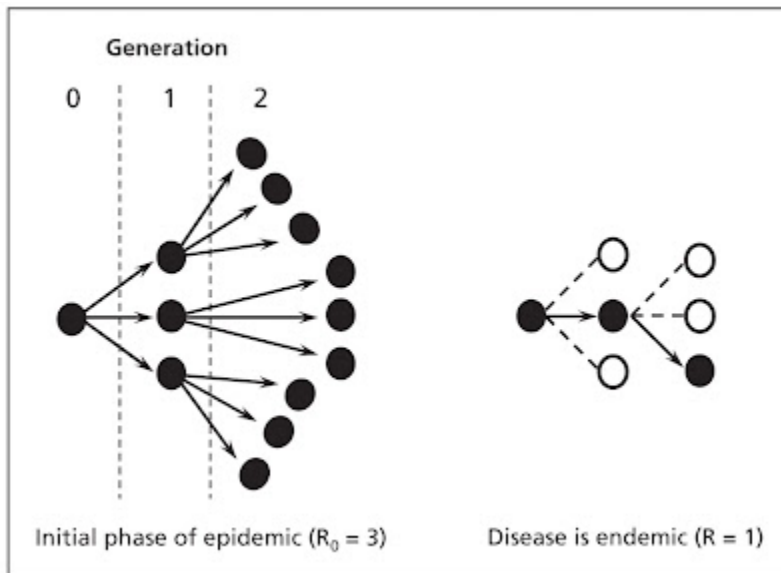 Generation
0 1 2
Initial phase of epidemic (R₀ = 3)
Disease is endemic (R = 1)